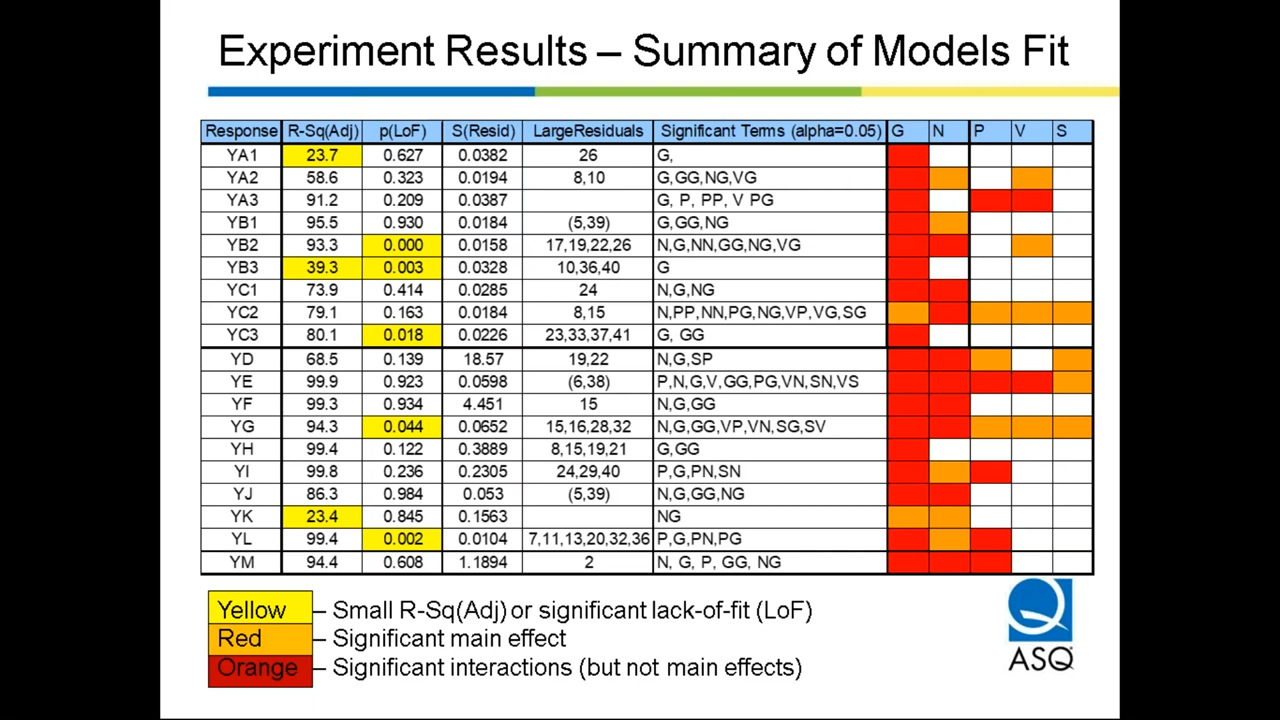 Experiment Results – Summary of Models Fit
Response R-Sq(Adj) p(LoF) S(Resid) LargeResiduals Significant Terms (alpha=0.05) G N P V S
YA1 23.7 0.627 0.0382 26 G,
YA2 58.6 0.323 0.0194 8,10 G,GG,NG,VG
YA3 91.2 0.209 0.0387 G, P, PP, V PG
YB1 95.5 0.930 0.0184 (5,39) G,GG,NG
YB2 93.3 0.000 0.0158 17,19,22,26 N,G,NN,GG,NG,VG
YB3 39.3 0.003 0.0328 10,36,40 G
YC1 73.9 0.414 0.0285 24 N,G,NG
YC2 79.1 0.163 0.0184 8,15 N,PP,NN,PG,NG,VP,VG,SG
YC3 80.1 0.018 0.0226 23,33,37,41 G, GG
YD 68.5 0.139 18.57 19,22 N,G,SP
YE 99.9 0.923 0.0598 (6,38) P,N,G,V,GG,PG,VN,SN,VS
YF 99.3 0.934 4.451 15 N,G,GG
YG 94.3 0.044 0.0652 15,16,28,32 N,G,GG,VP,VN,SG,SV
YH 99.4 0.122 0.3889 8,15,19,21 G,GG
YI 99.8 0.236 0.2305 24,29,40 P,G,PN,SN
YJ 86.3 0.984 0.053 (5,39) N,G,GG,NG
YK 23.4 0.845 0.1563 NG
YL 99.4 0.002 0.0104 7,11,13,20,32,36 P,G,PN,PG
YM 94.4 0.608 1.1894 2 N, G, P, GG, NG
Yellow – Small R-Sq(Adj) or significant lack-of-fit (LoF)
Red – Significant main effect
Orange – Significant interactions (but not main effects)
ASQ